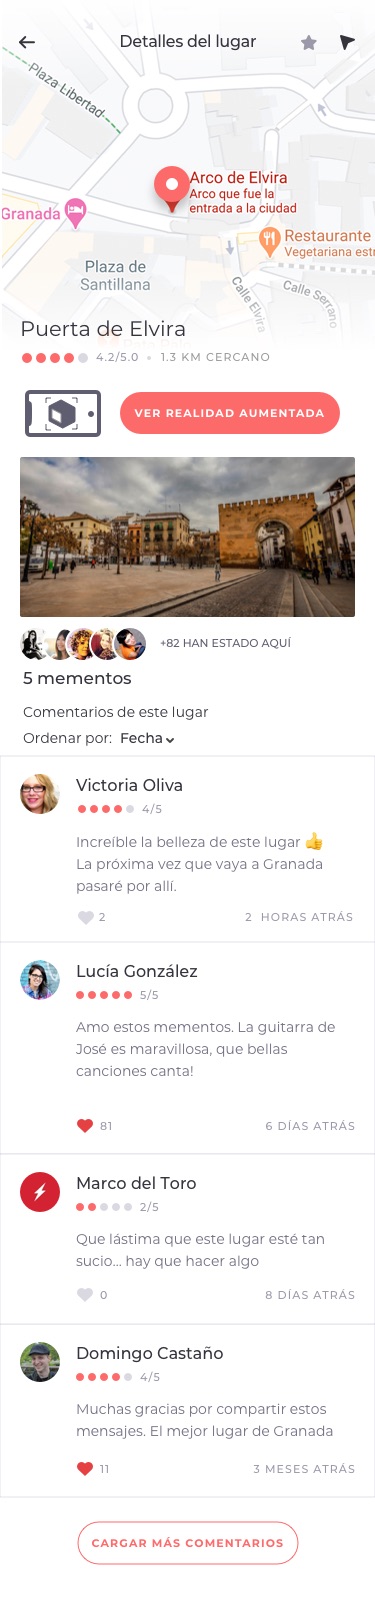 Detalles del lugar
Plaza Libertad
Arco de Elvira
Arco que fue la
entrada a la ciudad
Granada
Restaurante
Vegetariana estr
Plaza de
Santillana
Calle Elvira
Calle Serrano
Puerta de Elvira
4.2/5.0 • 1.3 KM CERCANO
VER REALIDAD AUMENTADA
+82 HAN ESTADO AQUÍ
5 mementos
Comentarios de este lugar
Ordenar por: Fecha
Victoria Oliva
4/5
Increíble la belleza de este lugar 👍
La próxima vez que vaya a Granada
pasaré por allí.
2
2 HORAS ATRÁS
Lucía González
5/5
Amo estos mementos. La guitarra de
José es maravillosa, que bellas
canciones canta!
81
6 DÍAS ATRÁS
Marco del Toro
2/5
Que lástima que este lugar esté tan
sucio... hay que hacer algo
0
8 DÍAS ATRÁS
Domingo Castaño
4/5
Muchas gracias por compartir estos
mensajes. El mejor lugar de Granada
11
3 MESES ATRÁS
CARGAR MÁS COMENTARIOS